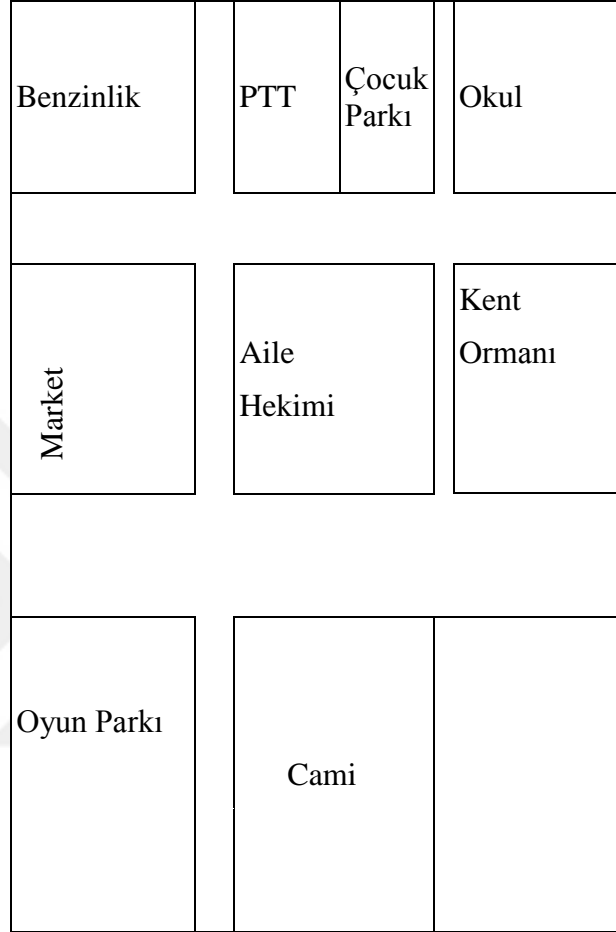 Benzinlik
PTT
Çocuk
Parkı
Okul
Market
Aile
Hekimi
Kent
Ormanı
Oyun Parkı
Cami